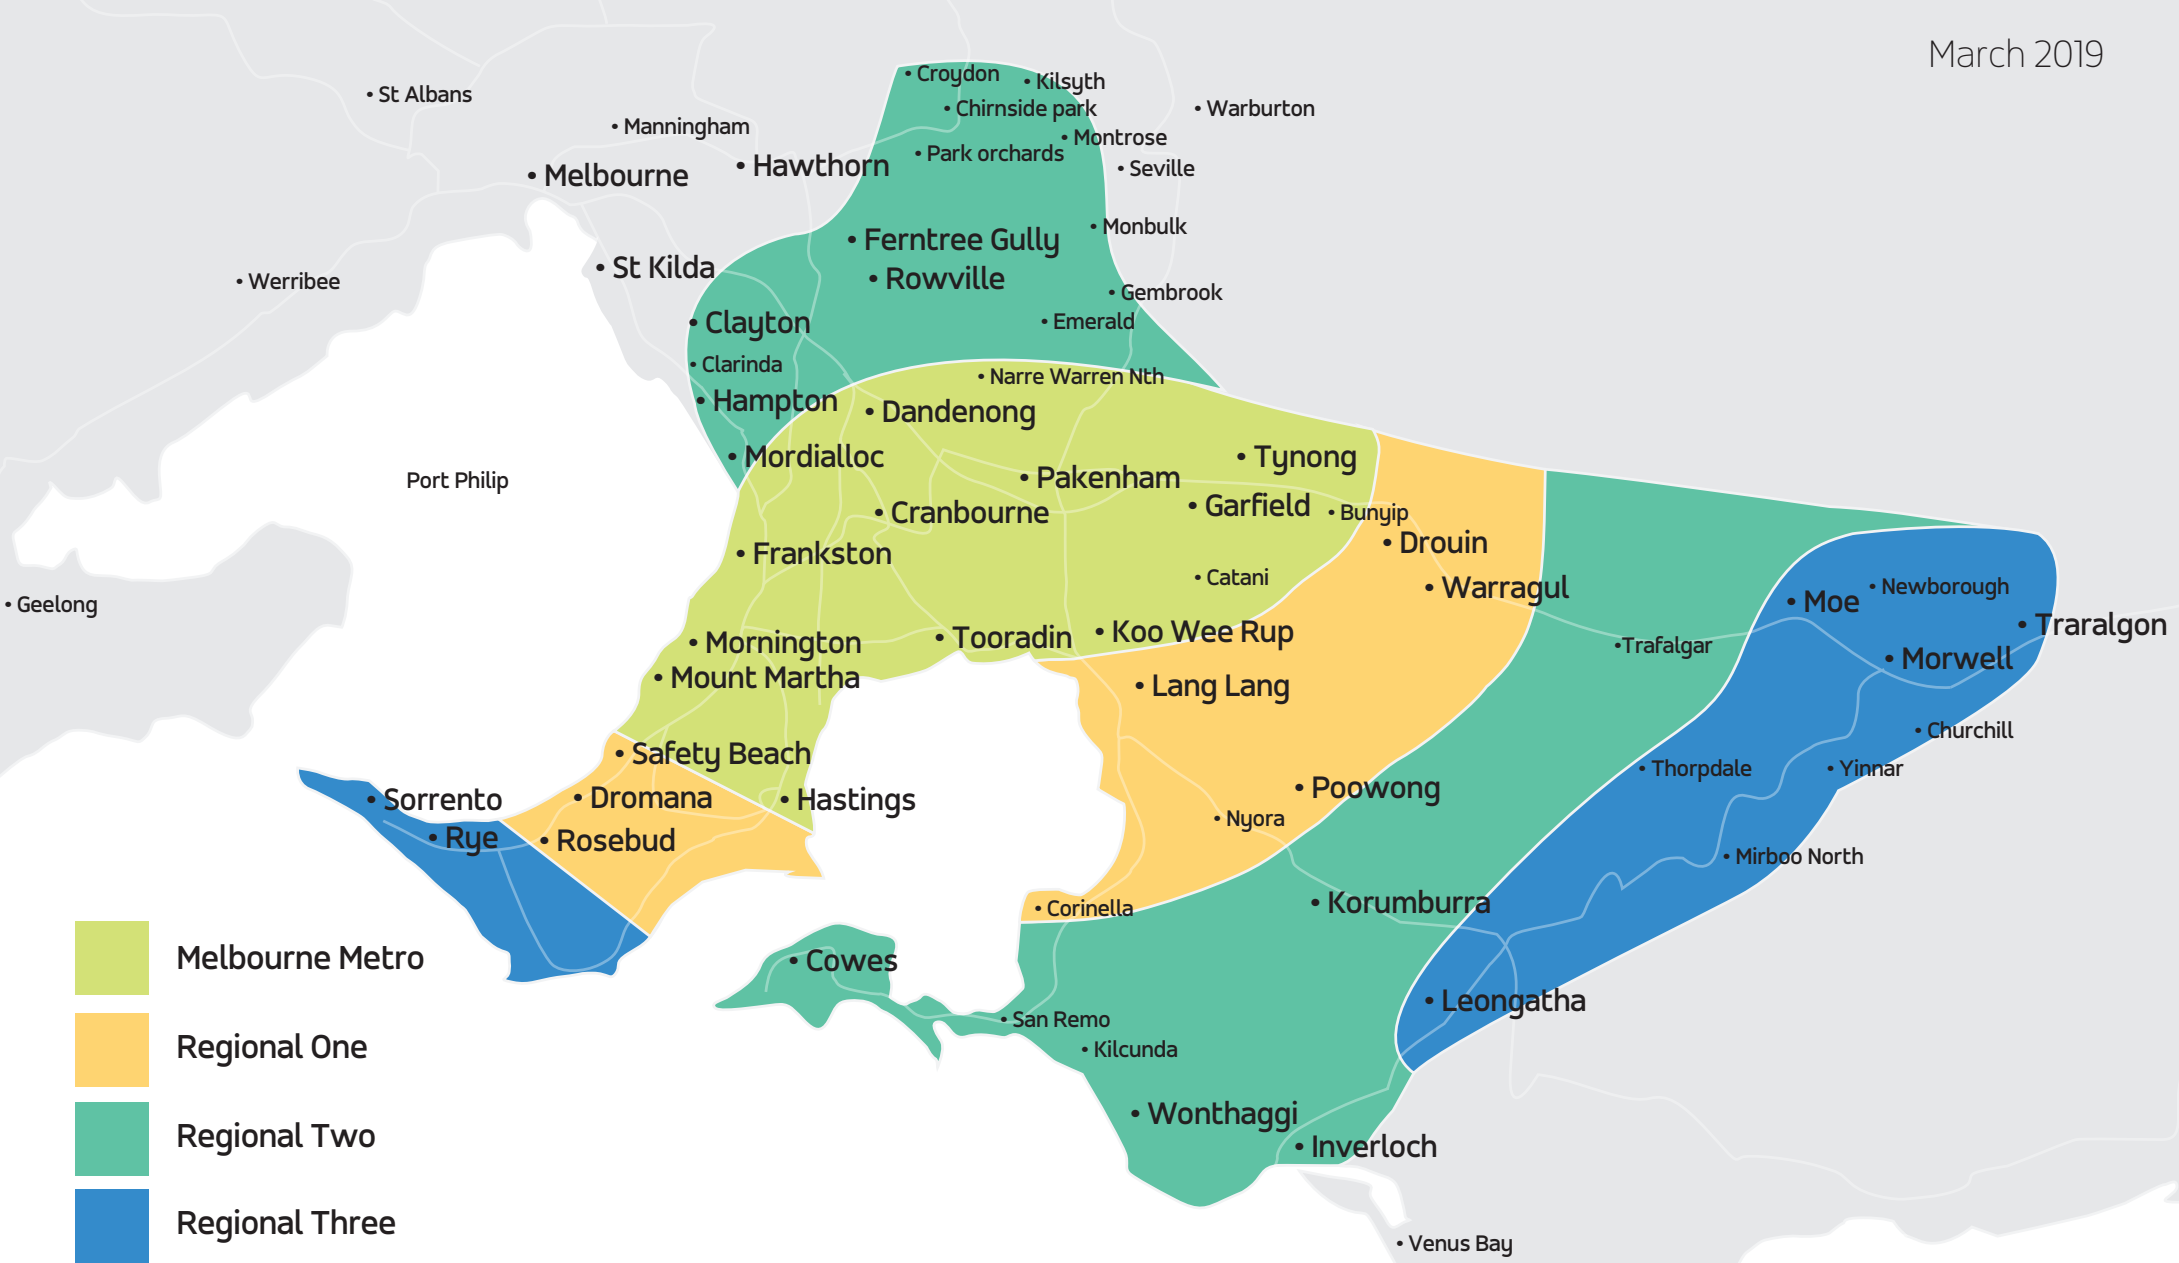 March 2019
• Croydon
• Kilsyth
• St Albans
• Chirnside park
• Warburton
• Manningham
• Montrose
• Park orchards
• Hawthorn
• Seville
• Melbourne
• Monbulk
• Ferntree Gully
• St Kilda
• Rowville
• Werribee
• Gembrook
• Clayton
• Emerald
• Clarinda
• Narre Warren Nth
• Hampton
• Dandenong
• Mordialloc
• Tynong
Port Philip
• Pakenham
• Garfield
• Cranbourne
• Bunyip
• Drouin
• Frankston
• Catani
• Warragul
• Newborough
• Moe
• Geelong
• Traralgon
• Koo Wee Rup
• Tooradin
• Mornington
•Trafalgar
• Morwell
• Mount Martha
• Lang Lang
• Churchill
• Safety Beach
• Thorpdale
• Yinnar
• Poowong
• Dromana
• Sorrento
• Hastings
• Nyora
• Rye
• Rosebud
• Mirboo North
• Korumburra
• Corinella
Melbourne Metro
• Cowes
• Leongatha
• San Remo
Regional One
• Kilcunda
• Wonthaggi
Regional Two
• Inverloch
Regional Three
• Venus Bay